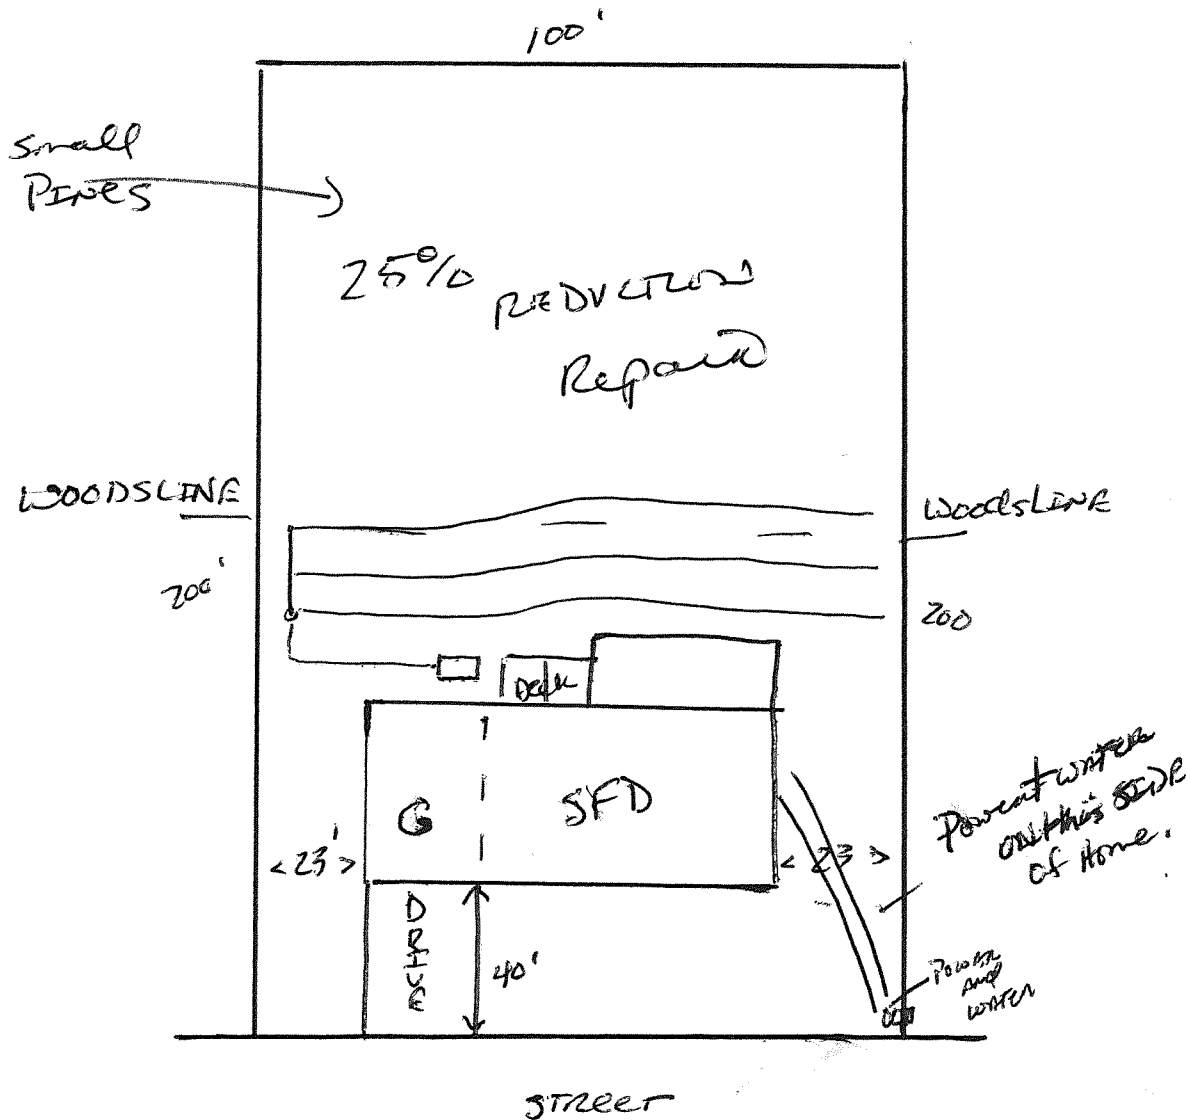 100'
Small
PINES
25%
REDUCTION
Repair
WOODSLINE
WOODSLINE
200'
200
Deck
G
SFD
<23'>
<23>
Power + WATER
on this SIDE
of Home.
DRIVE
40'
POWER
AND
WATER
STREET